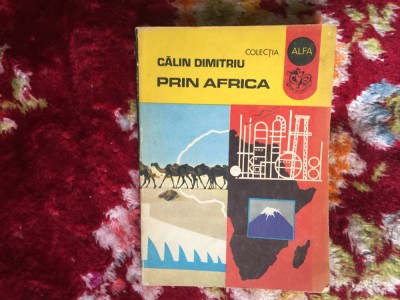 COLECȚIA
ALFA
CĂLIN DIMITRIU
PRIN AFRICA